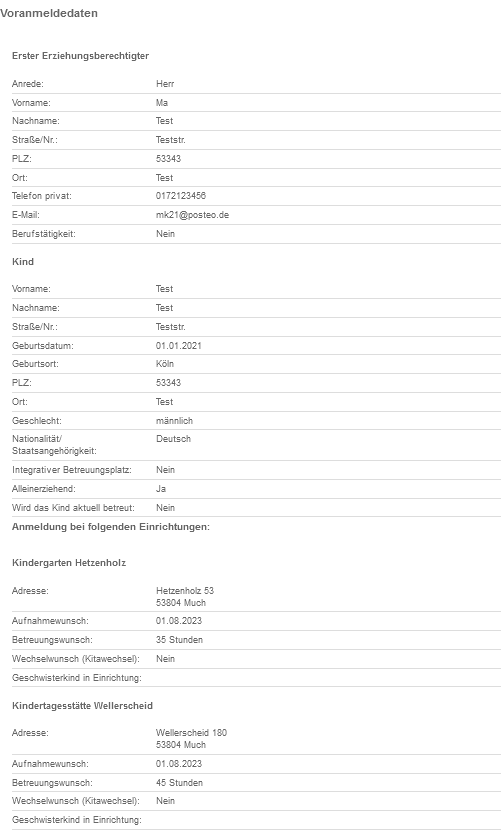 Voranmeldedaten
Erster Erziehungsberechtigter
Anrede: Herr
Vorname: Ma
Nachname: Test
Straße/Nr.: Teststr.
PLZ: 53343
Ort: Test
Telefon privat: 0172123456
E-Mail: mk21@posteo.de
Berufstätigkeit: Nein
Kind
Vorname: Test
Nachname: Test
Straße/Nr.: Teststr.
Geburtsdatum: 01.01.2021
Geburtsort: Köln
PLZ: 53343
Ort: Test
Geschlecht: männlich
Nationalität/ Deutsch
Staatsangehörigkeit:
Integrativer Betreuungsplatz: Nein
Alleinerziehend: Ja
Wird das Kind aktuell betreut: Nein
Anmeldung bei folgenden Einrichtungen:
Kindergarten Hetzenholz
Adresse: Hetzenholz 53
53804 Much
Aufnahmewunsch: 01.08.2023
Betreuungswunsch: 35 Stunden
Wechselwunsch (Kitawechsel): Nein
Geschwisterkind in Einrichtung:
Kindertagesstätte Wellerscheid
Adresse: Wellerscheid 180
53804 Much
Aufnahmewunsch: 01.08.2023
Betreuungswunsch: 45 Stunden
Wechselwunsch (Kitawechsel): Nein
Geschwisterkind in Einrichtung: